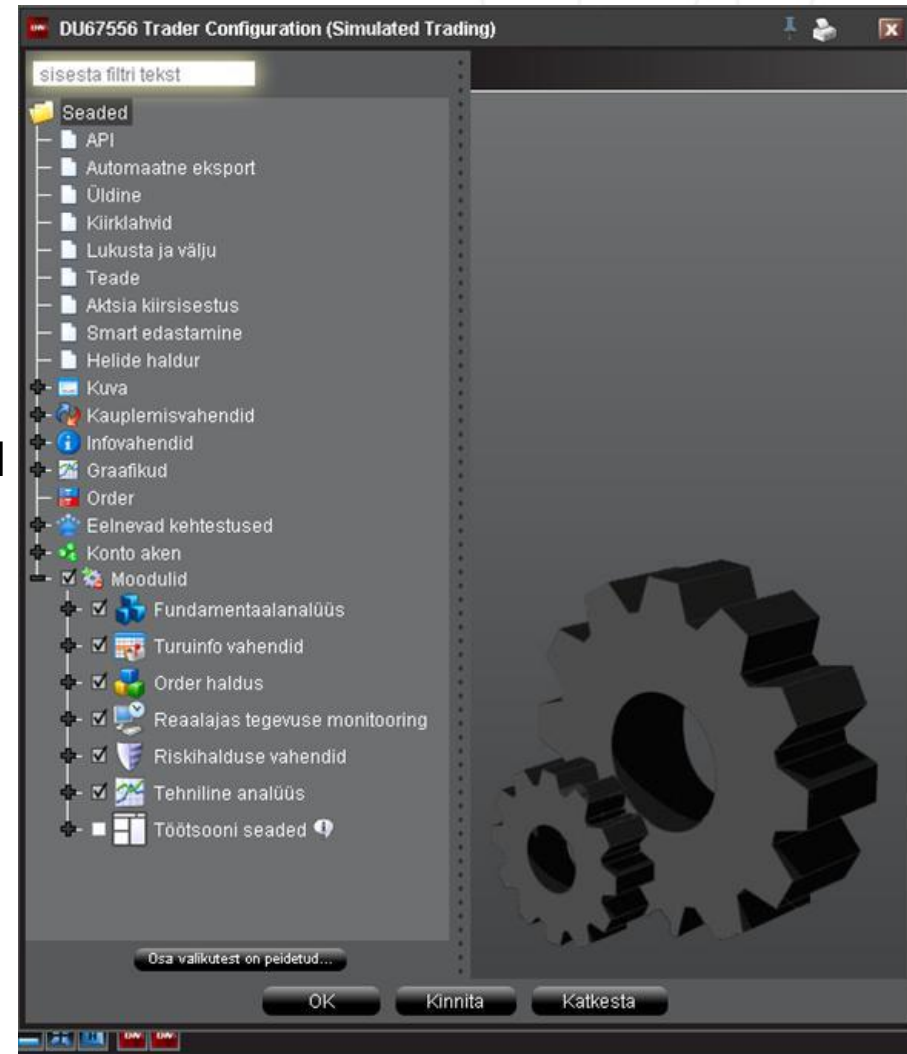 DU67556 Trader Configuration (Simulated Trading)
sisesta filtri tekst
Seaded
API
Automaatne eksport
Üldine
Kiirklahvid
Lukusta ja välju
Teade
Aktsia kiirsisestus
Smart edastamine
Helide haldur
Kuva
Kauplemisvahendid
Infovahendid
Graafikud
Order
Eelnevad kehtestused
Konto aken
Moodulid
Fundamentaalanalüüs
Turuinfo vahendid
Order haldus
Reaalajas tegevuse monitooring
Riskihalduse vahendid
Tehniline analüüs
Töötsooni seaded
Osa valikutest on peidetud...
OK Kinnita Katkesta